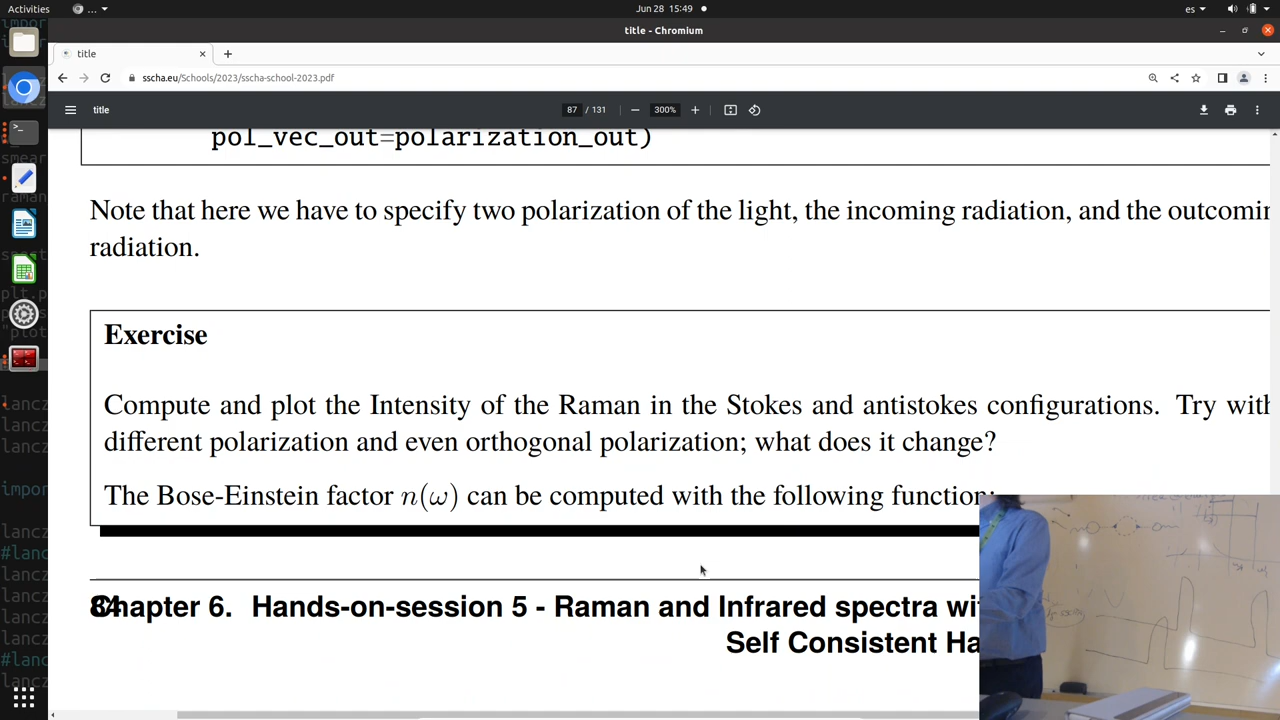 Activities
...
Jun 28 15:49
es
title - Chromium
title
sscha.eu/Schools/2023/sscha-school-2023.pdf
title
87 / 131
300%
pol_vec_out=polarization_out)
Note that here we have to specify two polarization of the light, the incoming radiation, and the outcomin
radiation.
Exercise
Compute and plot the Intensity of the Raman in the Stokes and antistokes configurations. Try with
different polarization and even orthogonal polarization; what does it change?
The Bose-Einstein factor n(ω) can be computed with the following function:
84
Chapter 6. Hands-on-session 5 - Raman and Infrared spectra wi
Self Consistent Ha